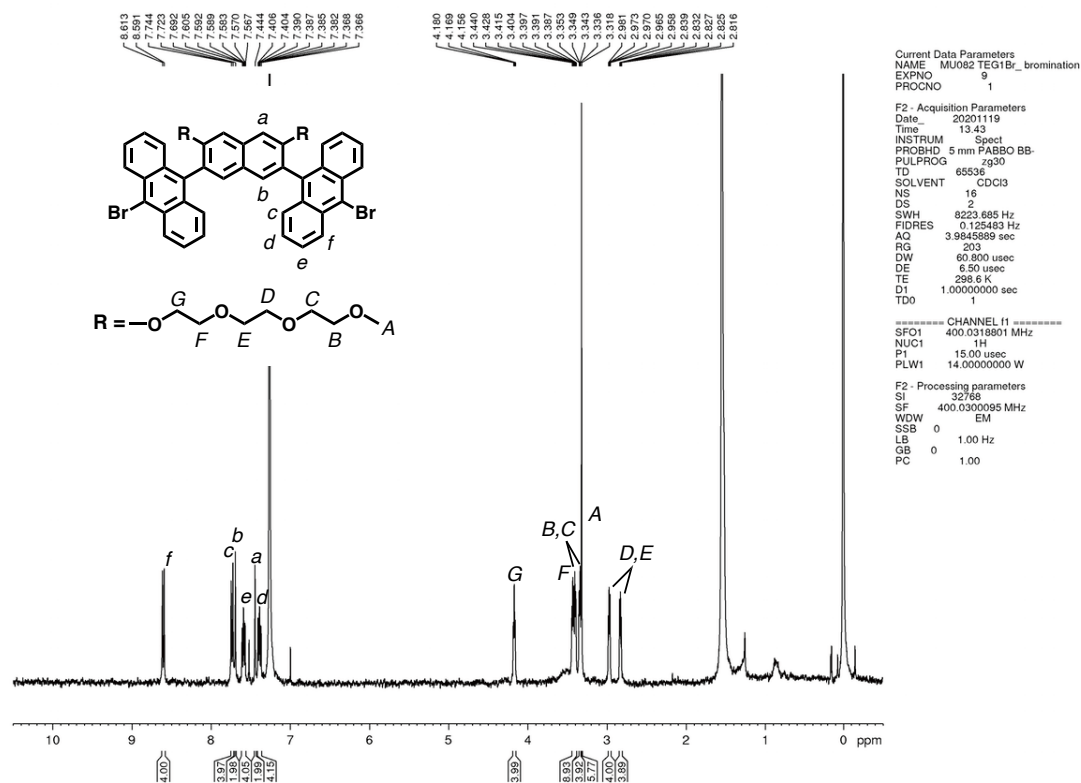 8.613 8.591 7.744 7.723 7.692 7.605 7.592 7.589 7.583 7.570 7.567 7.444 7.406 7.404 7.390 7.387 7.385 7.382 7.368 7.366
4.180 4.169 4.156 3.440 3.428 3.415 3.404 3.397 3.391 3.387 3.353 3.349 3.343 3.336 3.318 2.981 2.973 2.970 2.965 2.958 2.839 2.832 2.827 2.825 2.816
Current Data Parameters
NAME MU082 TEG1Br_ bromination
EXPNO 9
PROCNO 1
F2 - Acquisition Parameters
Date_ 20201119
Time 13.43
INSTRUM Spect
PROBHD 5 mm PABBO BB-
PULPROG zg30
TD 65536
SOLVENT CDCl3
NS 16
DS 2
SWH 8223.685 Hz
FIDRES 0.125483 Hz
AQ 3.9845889 sec
RG 203
DW 60.800 usec
DE 6.50 usec
TE 298.6 K
D1 1.00000000 sec
TD0 1
======== CHANNEL f1 ========
SFO1 400.0318801 MHz
NUC1 1H
P1 15.00 usec
PLW1 14.00000000 W
F2 - Processing parameters
SI 32768
SF 400.0300095 MHz
WDW EM
SSB 0
LB 1.00 Hz
GB 0
PC 1.00
a
R R
b
Br c Br
d f
e
G D C
R = O O O O A
F E B
A
B,C
f c b e a d G F D,E
10 9 8 7 6 5 4 3 2 1 0 ppm
4.00 3.97 1.98 4.05 1.99 4.15 3.99 8.93 3.92 5.77 4.00 3.89